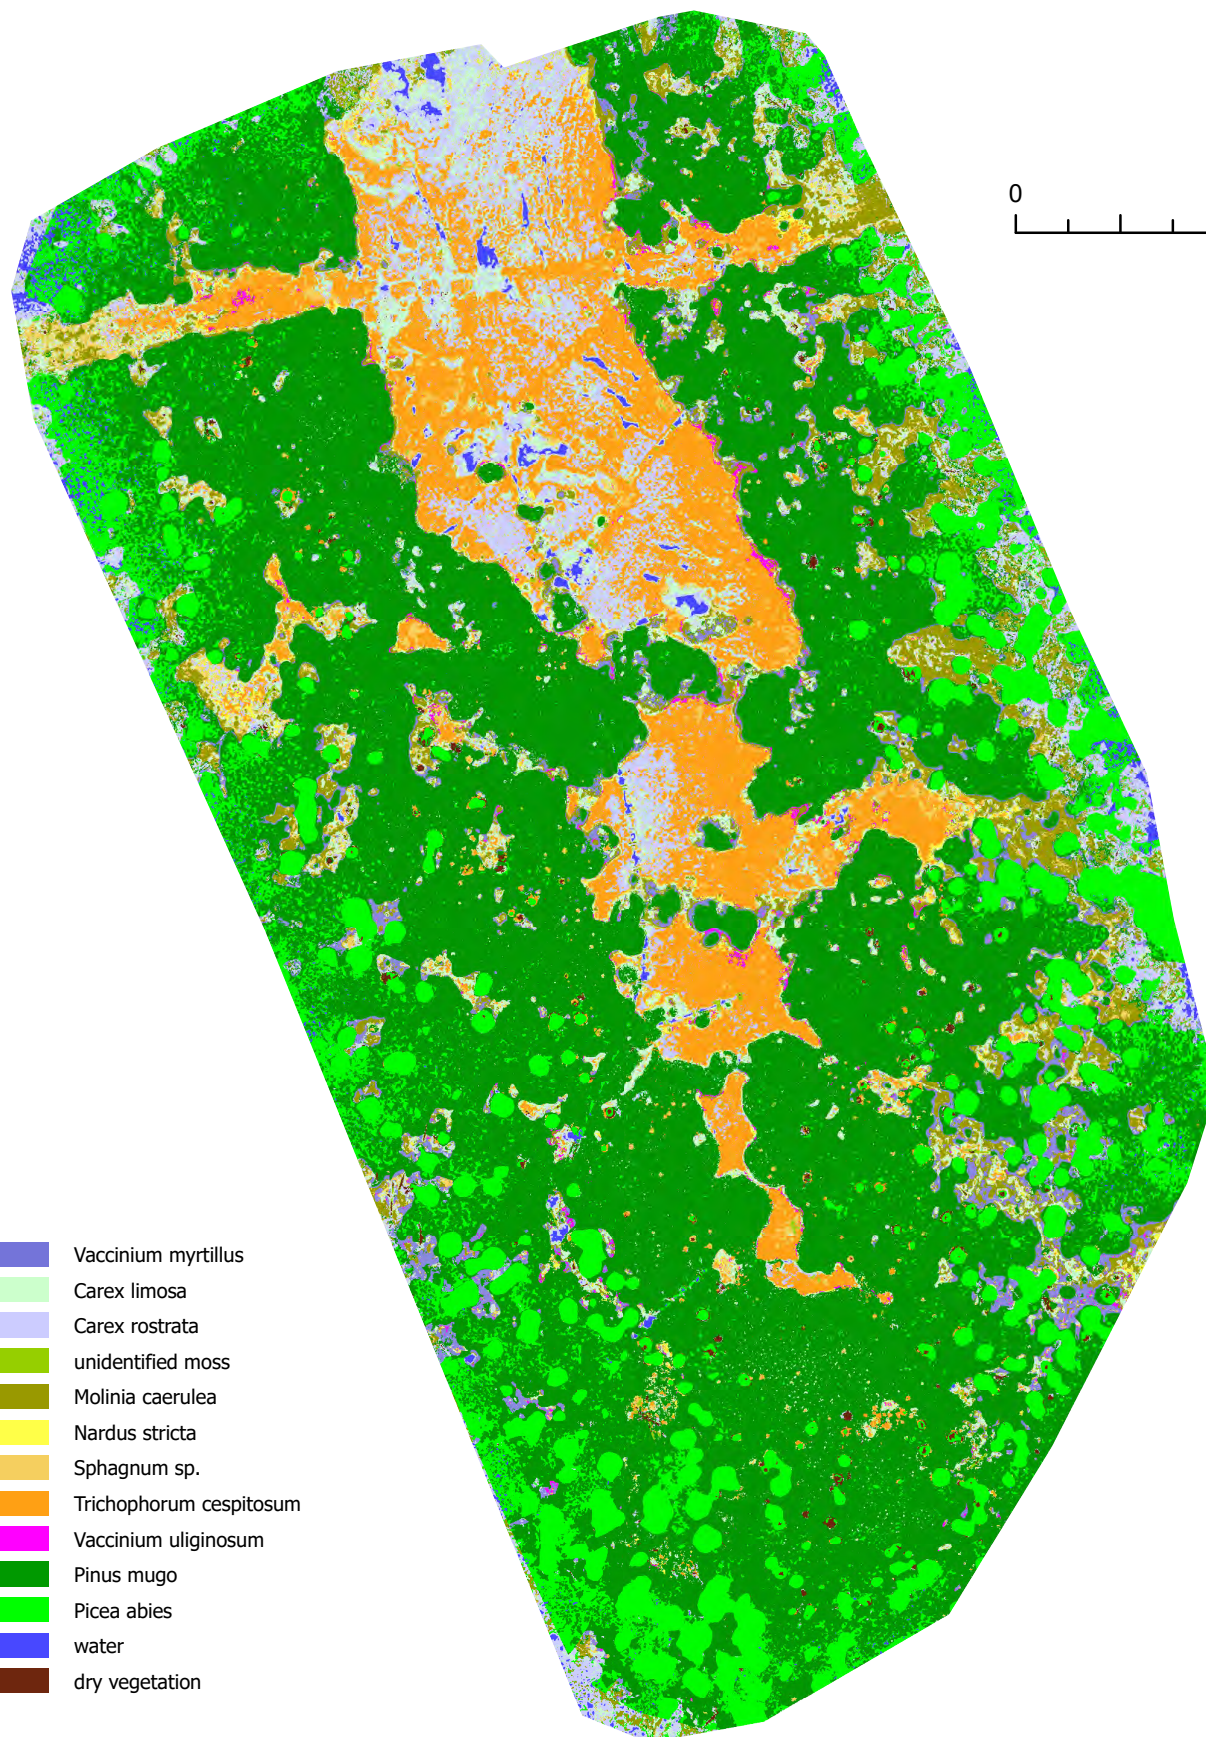 0
Vaccinium myrtillus
Carex limosa
Carex rostrata
unidentified moss
Molinia caerulea
Nardus stricta
Sphagnum sp.
Trichophorum cespitosum
Vaccinium uliginosum
Pinus mugo
Picea abies
water
dry vegetation